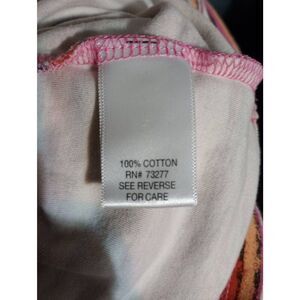 100% COTTON
RN# 73277
SEE REVERSE
FOR CARE